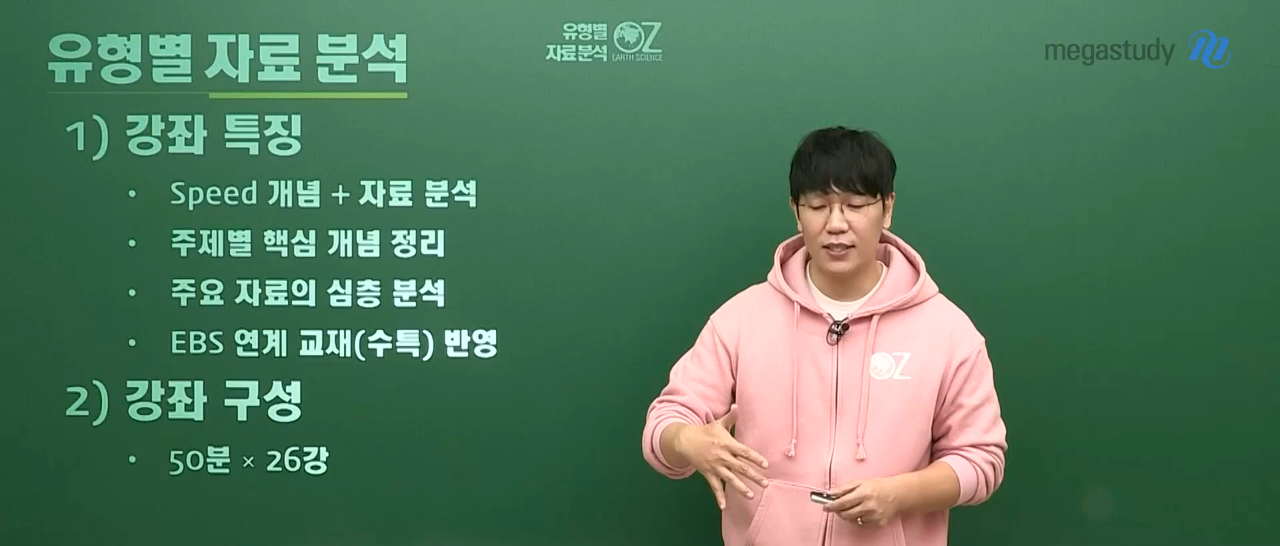 유형별 자료 분석
유형별
자료 분석
OZ
EARTH SCIENCE
megastudy
1) 강좌 특징
• Speed 개념 + 자료 분석
• 주제별 핵심 개념 정리
• 주요 자료의 심층 분석
• EBS 연계 교재(수특) 반영
2) 강좌 구성
• 50분 × 26강
OZ